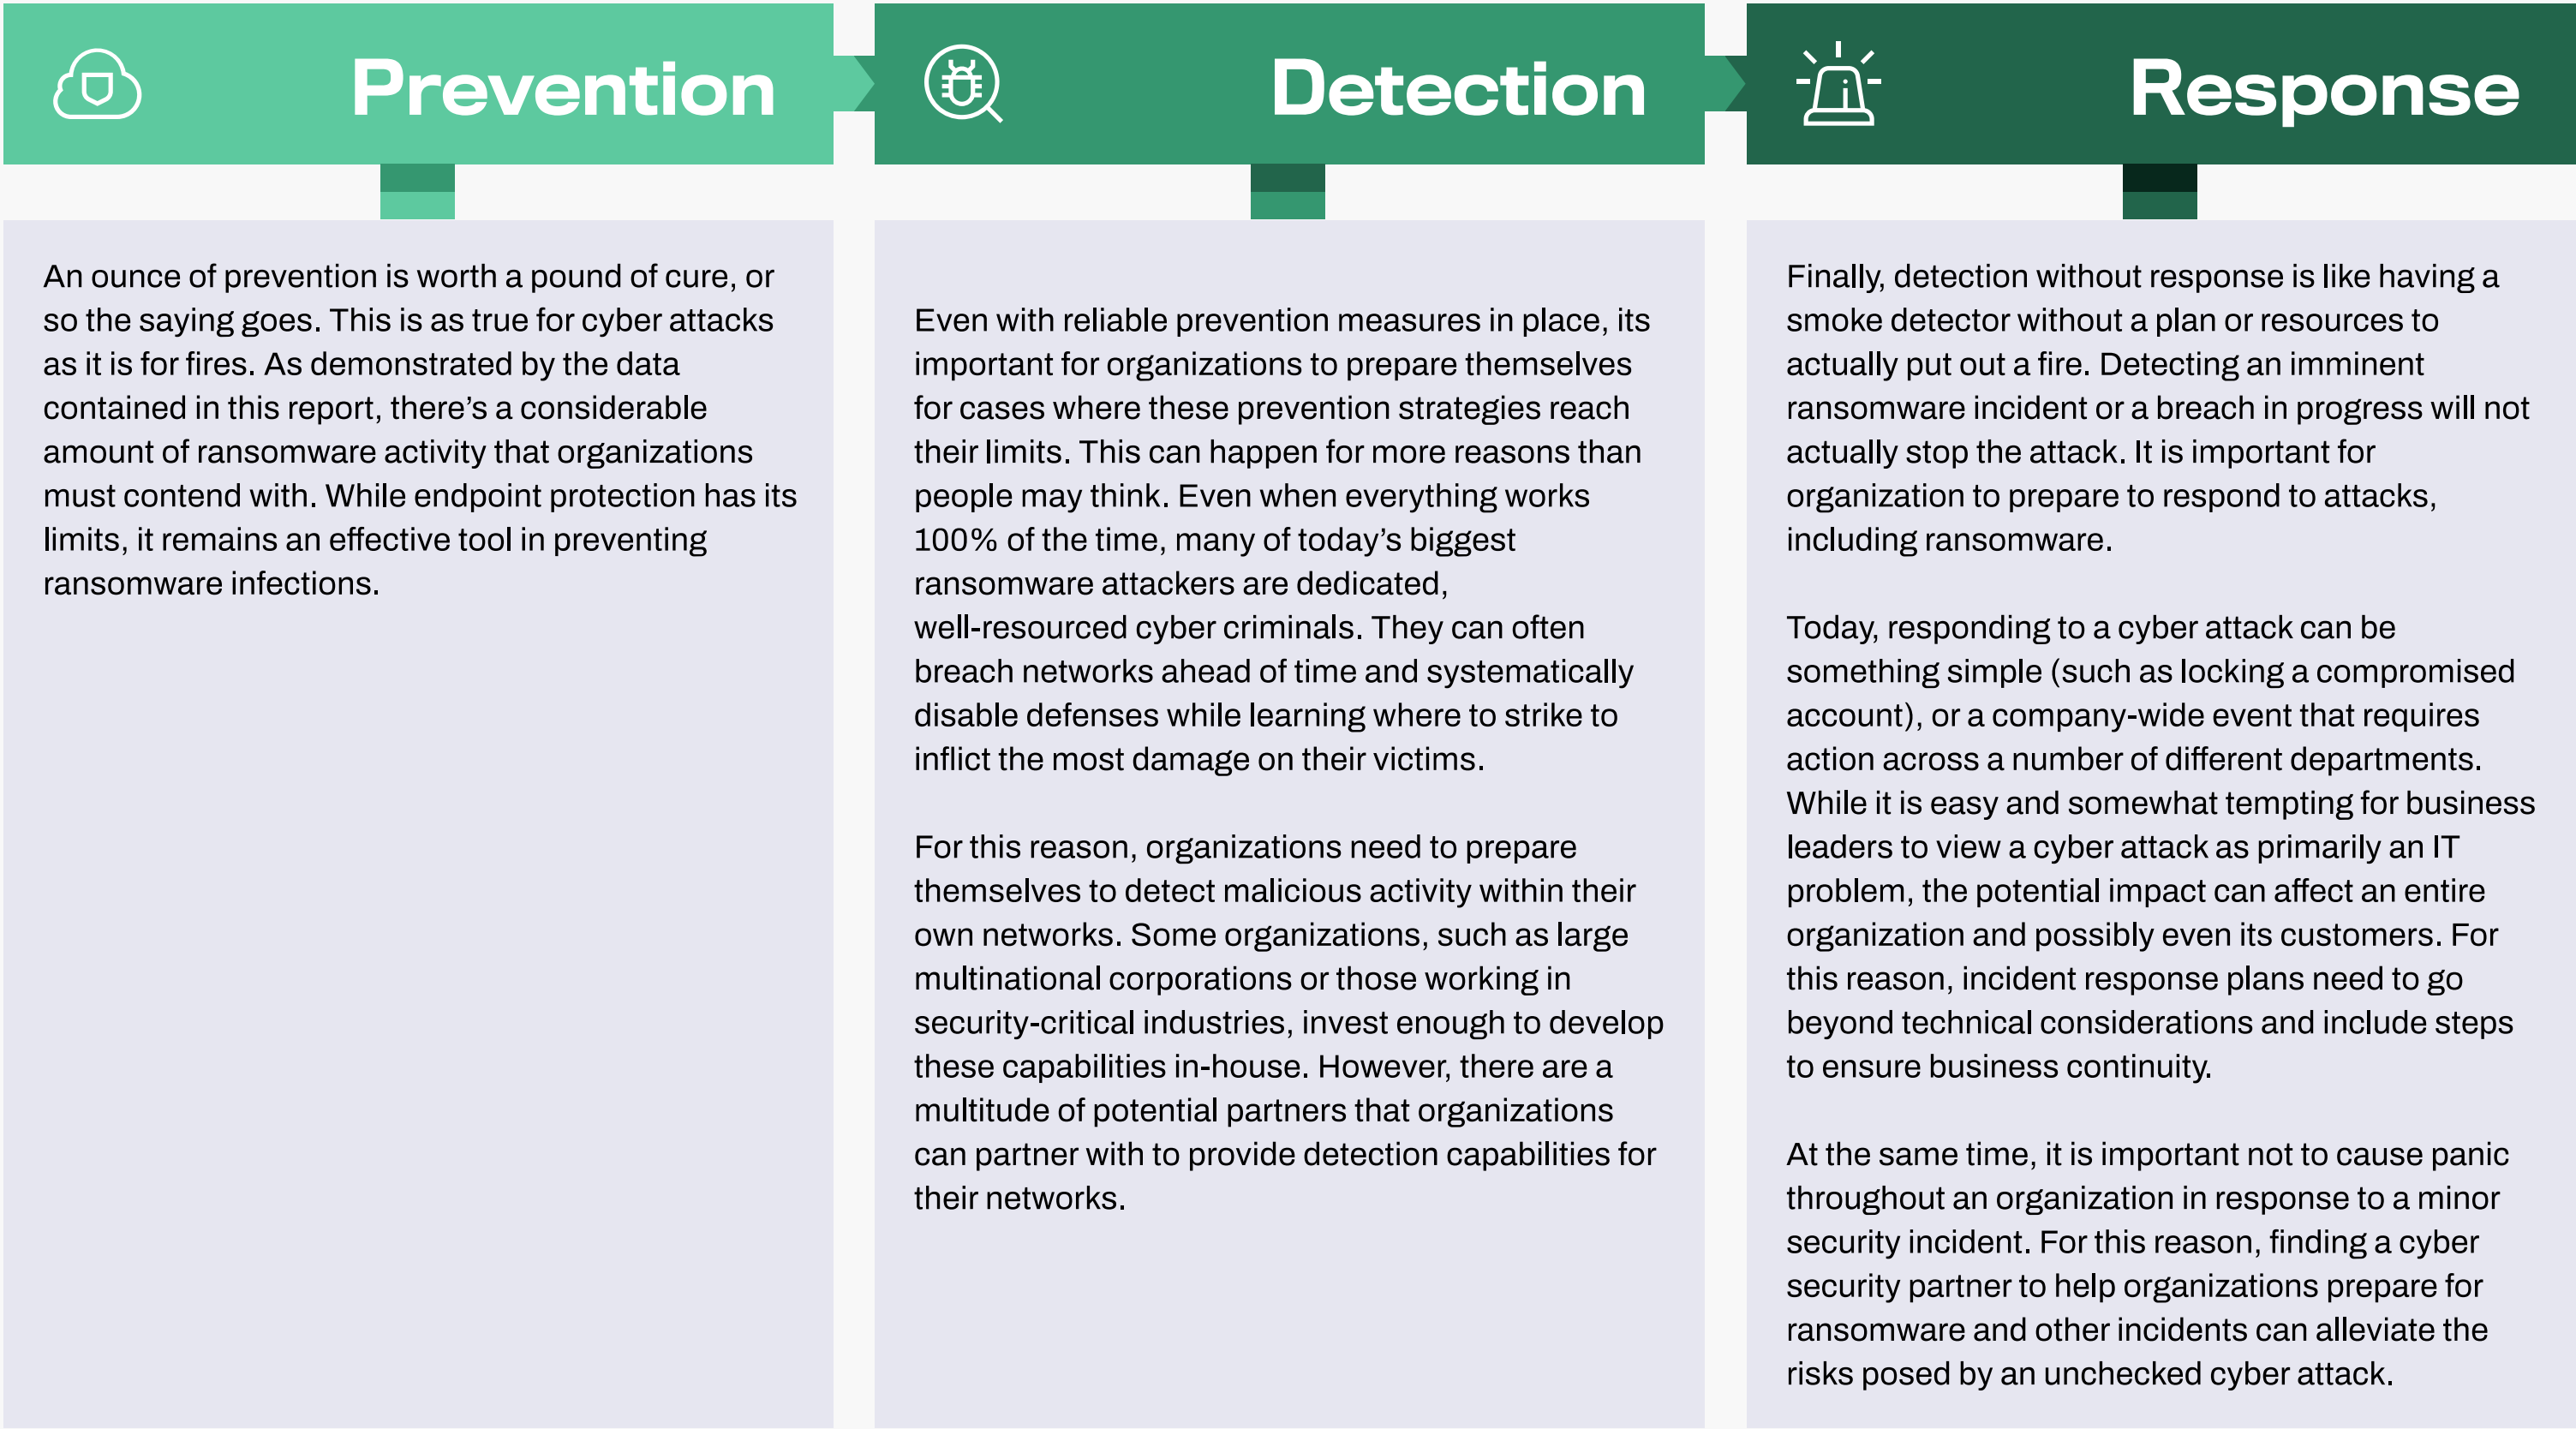 Prevention
An ounce of prevention is worth a pound of cure, or
so the saying goes. This is as true for cyber attacks
as it is for fires. As demonstrated by the data
contained in this report, there’s a considerable
amount of ransomware activity that organizations
must contend with. While endpoint protection has its
limits, it remains an effective tool in preventing
ransomware infections.
Detection
Even with reliable prevention measures in place, its
important for organizations to prepare themselves
for cases where these prevention strategies reach
their limits. This can happen for more reasons than
people may think. Even when everything works
100% of the time, many of today’s biggest
ransomware attackers are dedicated,
well-resourced cyber criminals. They can often
breach networks ahead of time and systematically
disable defenses while learning where to strike to
inflict the most damage on their victims.
For this reason, organizations need to prepare
themselves to detect malicious activity within their
own networks. Some organizations, such as large
multinational corporations or those working in
security-critical industries, invest enough to develop
these capabilities in-house. However, there are a
multitude of potential partners that organizations
can partner with to provide detection capabilities for
their networks.
Response
Finally, detection without response is like having a
smoke detector without a plan or resources to
actually put out a fire. Detecting an imminent
ransomware incident or a breach in progress will not
actually stop the attack. It is important for
organization to prepare to respond to attacks,
including ransomware.
Today, responding to a cyber attack can be
something simple (such as locking a compromised
account), or a company-wide event that requires
action across a number of different departments.
While it is easy and somewhat tempting for business
leaders to view a cyber attack as primarily an IT
problem, the potential impact can affect an entire
organization and possibly even its customers. For
this reason, incident response plans need to go
beyond technical considerations and include steps
to ensure business continuity.
At the same time, it is important not to cause panic
throughout an organization in response to a minor
security incident. For this reason, finding a cyber
security partner to help organizations prepare for
ransomware and other incidents can alleviate the
risks posed by an unchecked cyber attack.